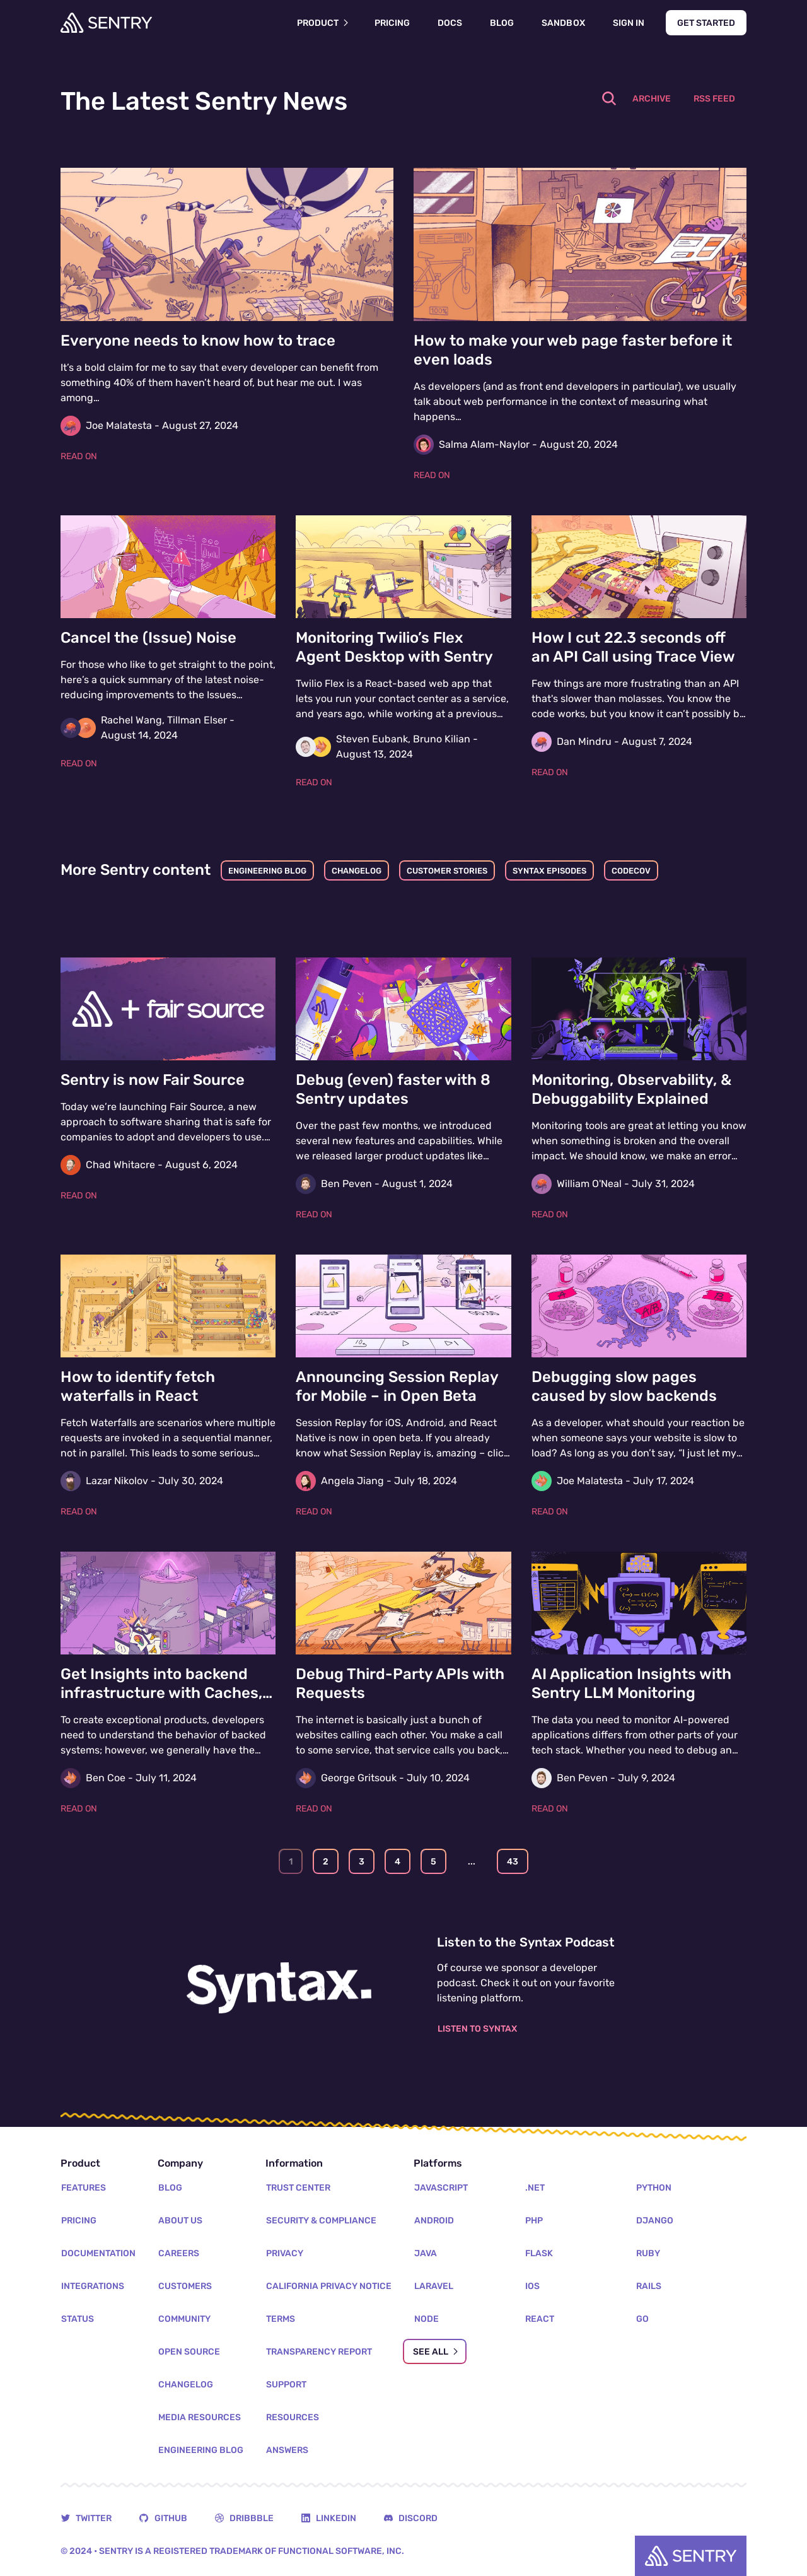 SENTRY
PRODUCT
PRICING
DOCS
BLOG
SANDBOX
SIGN IN
GET STARTED
The Latest Sentry News
ARCHIVE
RSS FEED
Everyone needs to know how to trace
It's a bold claim for me to say that every developer can benefit from
something 40% of them haven't heard of, but hear me out. I was
among…
Joe Malatesta - August 27, 2024
READ ON
How to make your web page faster before it
even loads
As developers (and as front end developers in particular), we usually
talk about web performance in the context of measuring what
happens…
Salma Alam-Naylor - August 20, 2024
READ ON
Cancel the (Issue) Noise
For those who like to get straight to the point,
here's a quick summary of the latest noise-
reducing improvements to the Issues…
Rachel Wang, Tillman Elser -
August 14, 2024
READ ON
Monitoring Twilio's Flex
Agent Desktop with Sentry
Twilio Flex is a React-based web app that
lets you run your contact center as a service,
and years ago, while working at a previous…
Steven Eubank, Bruno Kilian -
August 13, 2024
READ ON
How I cut 22.3 seconds off
an API Call using Trace View
Few things are more frustrating than an API
that's slower than molasses. You know the
code works, but you know it can't possibly b…
Dan Mindru - August 7, 2024
READ ON
More Sentry content
ENGINEERING BLOG
CHANGELOG
CUSTOMER STORIES
SYNTAX EPISODES
CODECOV
+ fair source
Sentry is now Fair Source
Today we're launching Fair Source, a new
approach to software sharing that is safe for
companies to adopt and developers to use.…
Chad Whitacre - August 6, 2024
READ ON
Debug (even) faster with 8
Sentry updates
Over the past few months, we introduced
several new features and capabilities. While
we released larger product updates like…
Ben Peven - August 1, 2024
READ ON
Monitoring, Observability, &
Debuggability Explained
Monitoring tools are great at letting you know
when something is broken and the overall
impact. We should know, we make an error…
William O'Neal - July 31, 2024
READ ON
How to identify fetch
waterfalls in React
Fetch Waterfalls are scenarios where multiple
requests are invoked in a sequential manner,
not in parallel. This leads to some serious…
Lazar Nikolov - July 30, 2024
READ ON
Announcing Session Replay
for Mobile – in Open Beta
Session Replay for iOS, Android, and React
Native is now in open beta. If you already
know what Session Replay is, amazing – clic…
Angela Jiang - July 18, 2024
READ ON
A
A/B
B
Debugging slow pages
caused by slow backends
As a developer, what should your reaction be
when someone says your website is slow to
load? As long as you don't say, “I just let my…
Joe Malatesta - July 17, 2024
READ ON
Get Insights into backend
infrastructure with Caches,…
To create exceptional products, developers
need to understand the behavior of backed
systems; however, we generally have the…
Ben Coe - July 11, 2024
READ ON
Debug Third-Party APIs with
Requests
The internet is basically just a bunch of
websites calling each other. You make a call
to some service, that service calls you back,…
George Gritsouk - July 10, 2024
READ ON
AI Application Insights with
Sentry LLM Monitoring
The data you need to monitor AI-powered
applications differs from other parts of your
tech stack. Whether you need to debug an…
Ben Peven - July 9, 2024
READ ON
1
2
3
4
5
...
43
Syntax.
Listen to the Syntax Podcast
Of course we sponsor a developer
podcast. Check it out on your favorite
listening platform.
LISTEN TO SYNTAX
Product
FEATURES
PRICING
DOCUMENTATION
INTEGRATIONS
STATUS
Company
BLOG
ABOUT US
CAREERS
CUSTOMERS
COMMUNITY
OPEN SOURCE
CHANGELOG
MEDIA RESOURCES
ENGINEERING BLOG
Information
TRUST CENTER
SECURITY & COMPLIANCE
PRIVACY
CALIFORNIA PRIVACY NOTICE
TERMS
TRANSPARENCY REPORT
SUPPORT
RESOURCES
ANSWERS
Platforms
JAVASCRIPT
ANDROID
JAVA
LARAVEL
NODE
SEE ALL
.NET
PHP
FLASK
IOS
REACT
PYTHON
DJANGO
RUBY
RAILS
GO
TWITTER
GITHUB
DRIBBBLE
LINKEDIN
DISCORD
© 2024 • SENTRY IS A REGISTERED TRADEMARK OF FUNCTIONAL SOFTWARE, INC.
SENTRY